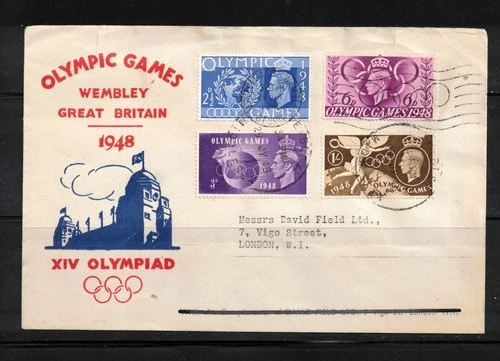 OLYMPIC GAMES
WEMBLEY
GREAT BRITAIN
1948
XIV OLYMPIAD
OLYMPIC
1948
2½D
GAMES
6D 6D
OLYMPIC GAMES 1948
OLYMPIC GAMES
3D 1948
1/-
1948 OLYMPIC GAMES
Messrs David Field Ltd.,
7, Vigo Street,
LONDON, W.I.